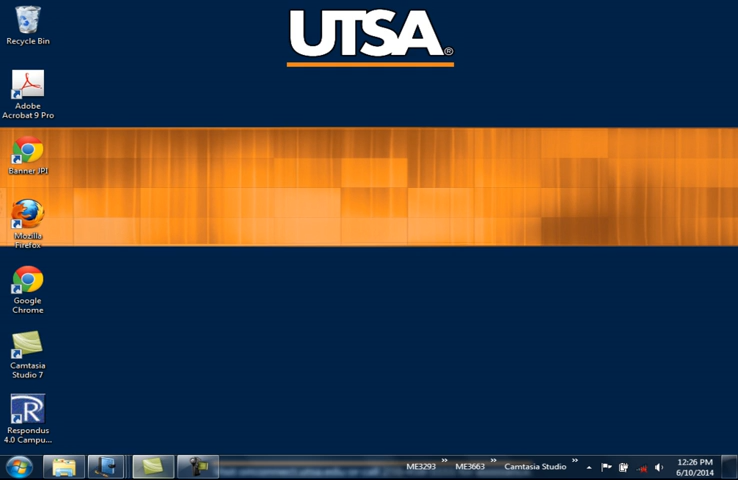 UTSA®
Recycle Bin
Adobe
Acrobat 9 Pro
Banner JPI
Mozilla
Firefox
Google
Chrome
Camtasia
Studio 7
Respondus
4.0 Campu...
ME3293 » ME3663 » Camtasia Studio »
12:26 PM
6/10/2014